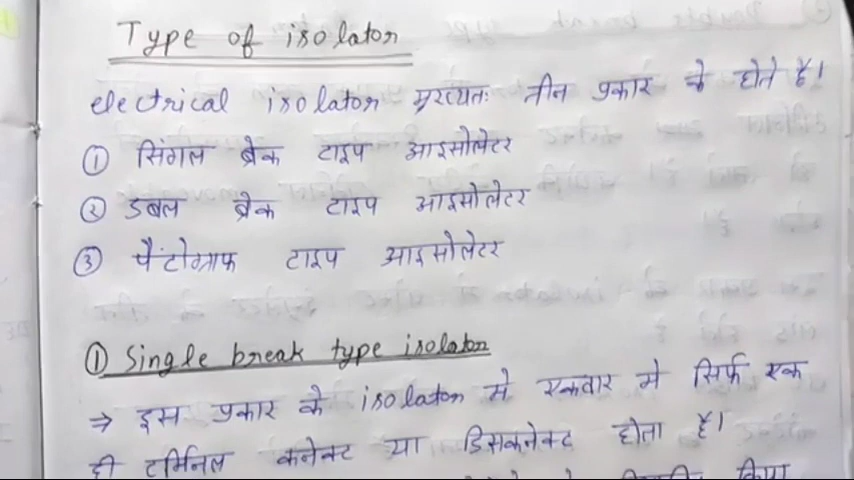 Type of isolator
electrical isolator मुख्यतः तीन प्रकार के होते है।
① सिंगल ब्रेक टाइप आइसोलेटर
② डबल ब्रेक टाइप आइसोलेटर
③ पैंटोग्राफ टाइप आइसोलेटर
① Single break type isolator
⇒ इस प्रकार के isolator मे एकबार मे सिर्फ एक
ही टर्मिनल कनेक्ट या डिसकनेक्ट होता है।
किया